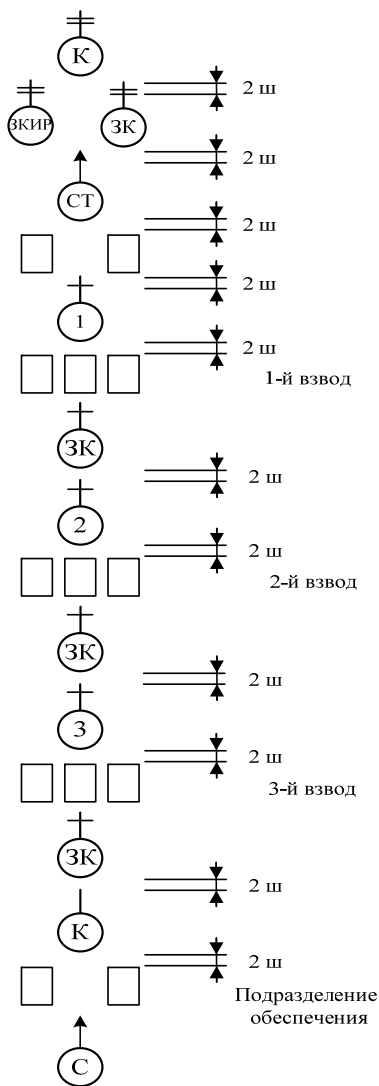 К
2 ш
ЗКИР
ЗК
2 ш
СТ
2 ш
2 ш
1
2 ш
1-й взвод
ЗК
2 ш
2
2 ш
2-й взвод
ЗК
2 ш
3
2 ш
3-й взвод
ЗК
2 ш
К
2 ш
Подразделение
обеспечения
С